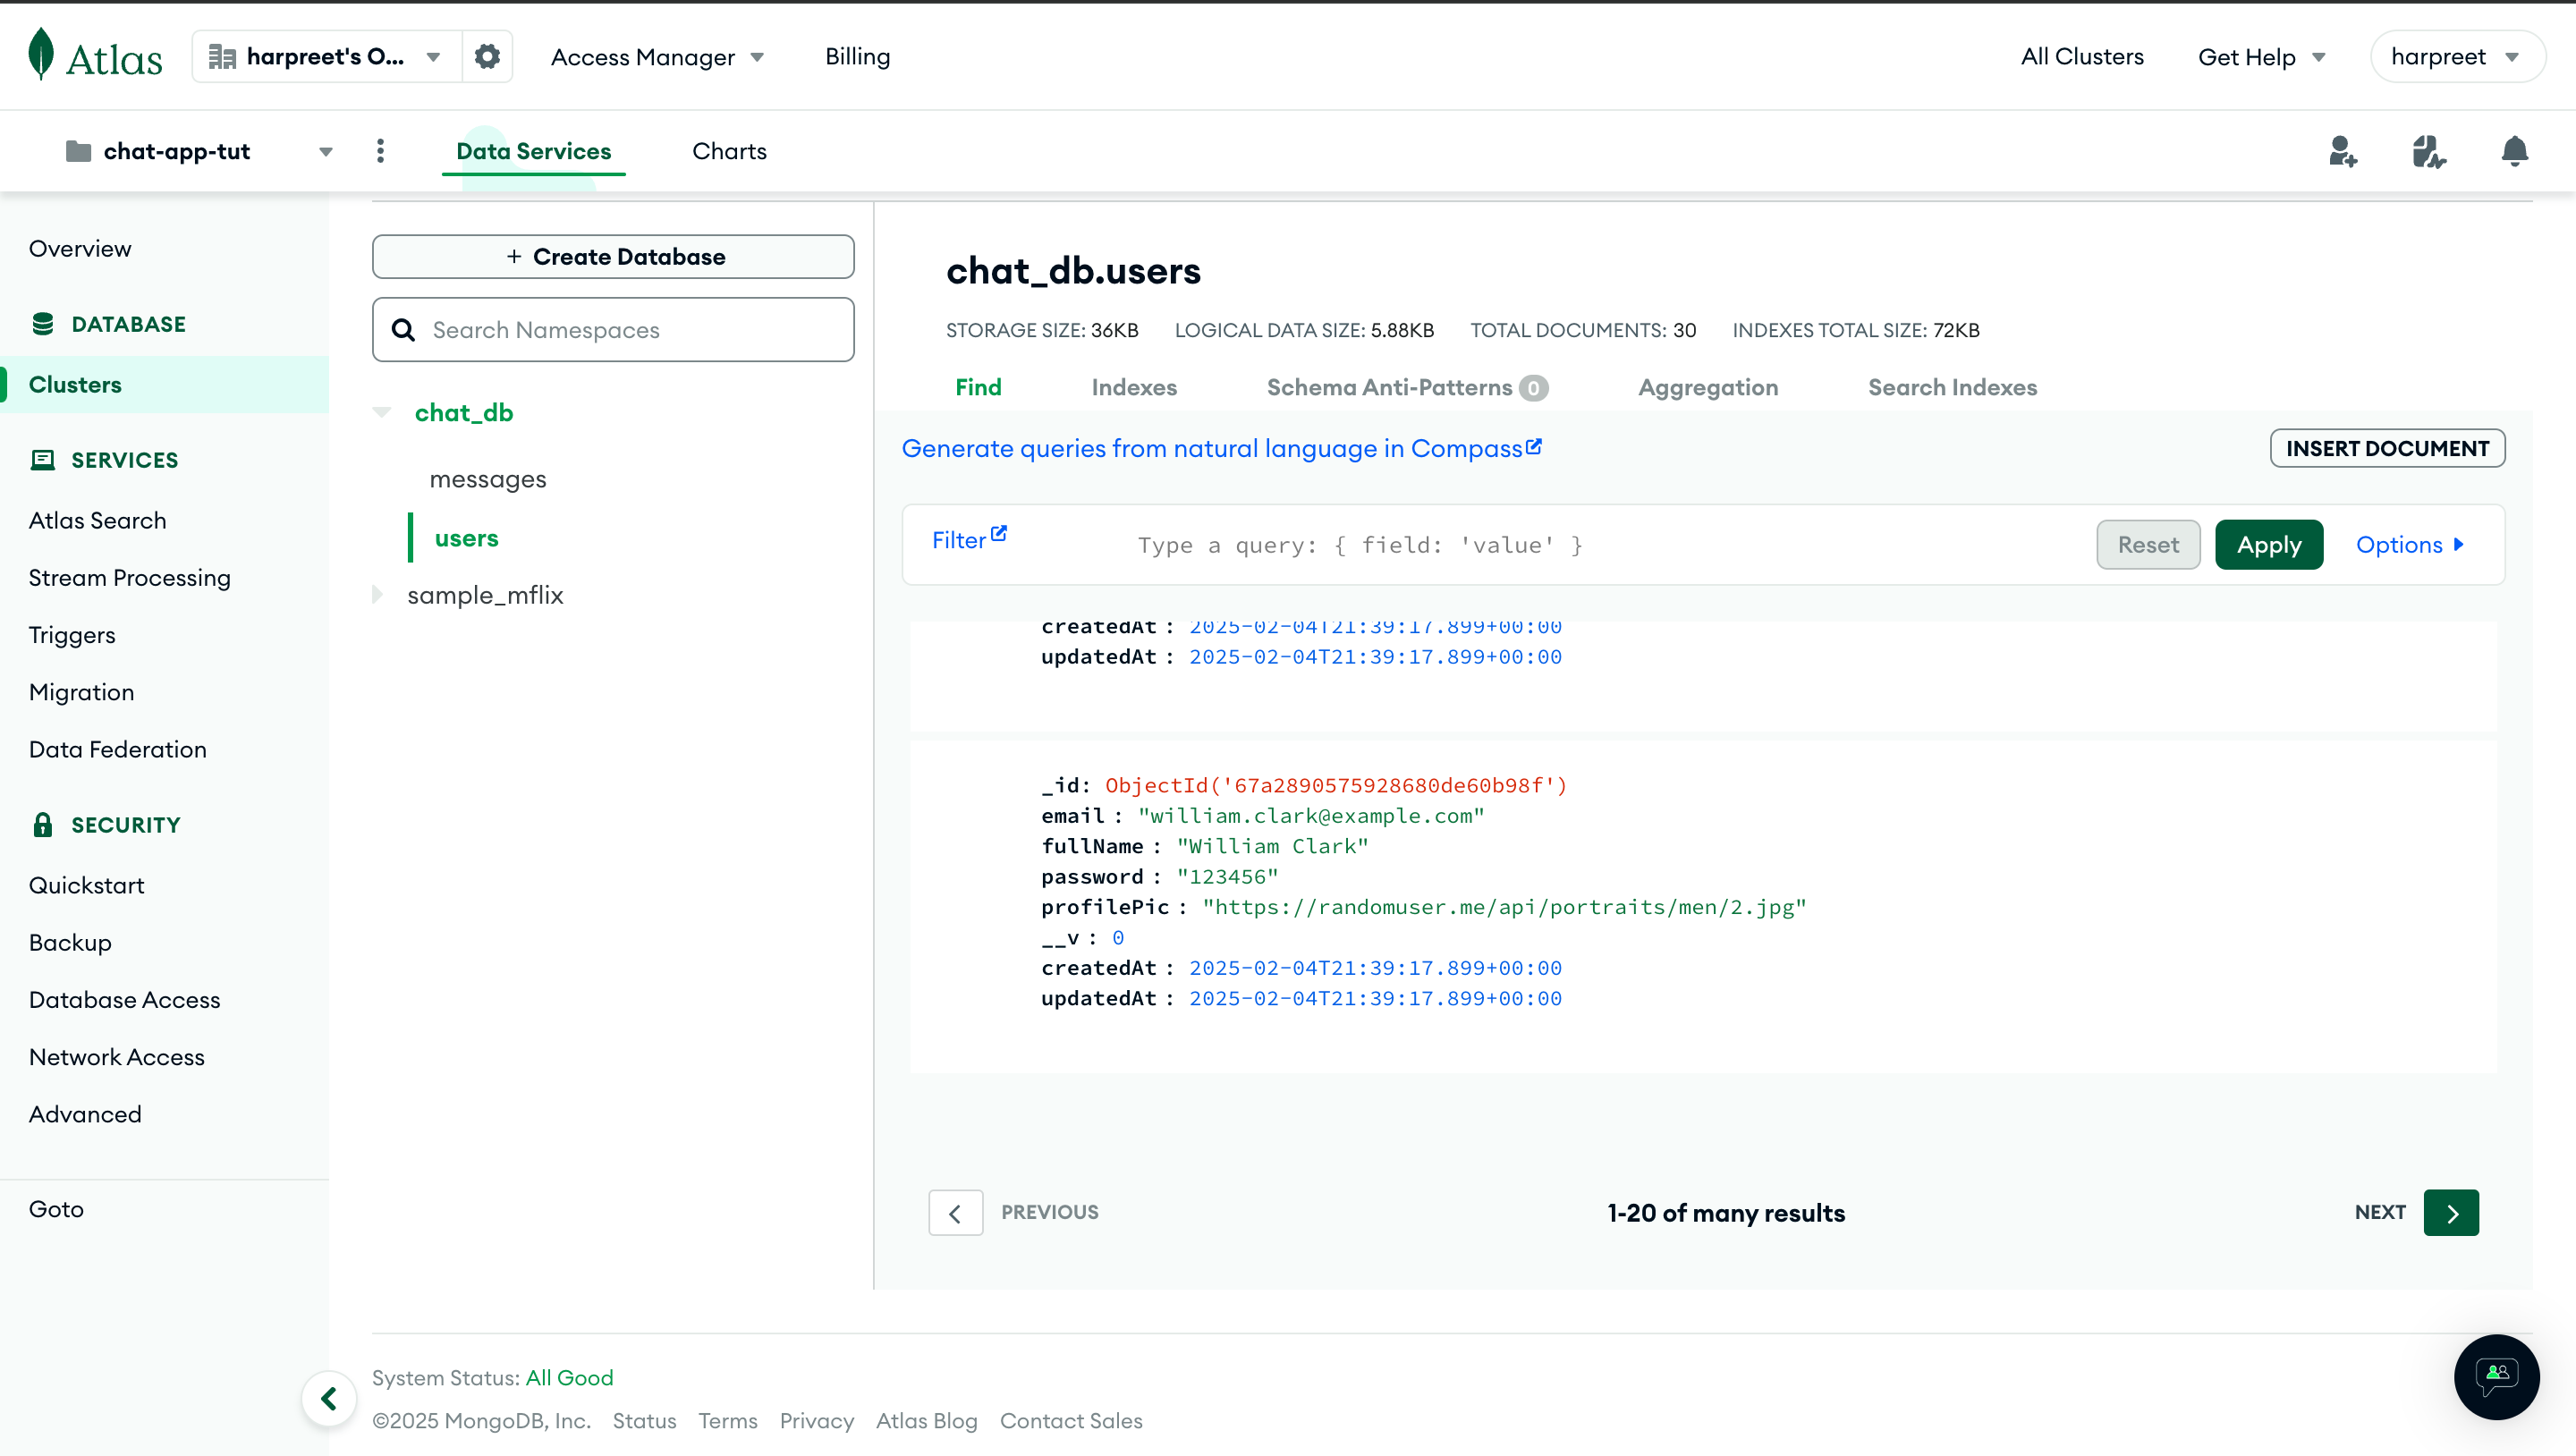 Atlas
harpreet's O...
Access Manager
Billing
All Clusters
Get Help
harpreet
chat-app-tut
Data Services
Charts
Overview
DATABASE
Clusters
SERVICES
Atlas Search
Stream Processing
Triggers
Migration
Data Federation
SECURITY
Quickstart
Backup
Database Access
Network Access
Advanced
Goto
+ Create Database
Search Namespaces
chat_db
messages
users
sample_mflix
chat_db.users
STORAGE SIZE: 36KB LOGICAL DATA SIZE: 5.88KB TOTAL DOCUMENTS: 30 INDEXES TOTAL SIZE: 72KB
Find Indexes Schema Anti-Patterns 0 Aggregation Search Indexes
Generate queries from natural language in Compass
INSERT DOCUMENT
Filter
Type a query: { field: 'value' }
Reset
Apply
Options
createdAt : 2025-02-04T21:39:17.899+00:00
updatedAt : 2025-02-04T21:39:17.899+00:00
_id: ObjectId('67a2890575928680de60b98f')
email : "william.clark@example.com"
fullName : "William Clark"
password : "123456"
profilePic : "https://randomuser.me/api/portraits/men/2.jpg"
__v : 0
createdAt : 2025-02-04T21:39:17.899+00:00
updatedAt : 2025-02-04T21:39:17.899+00:00
PREVIOUS
1-20 of many results
NEXT
System Status: All Good
©2025 MongoDB, Inc. Status Terms Privacy Atlas Blog Contact Sales